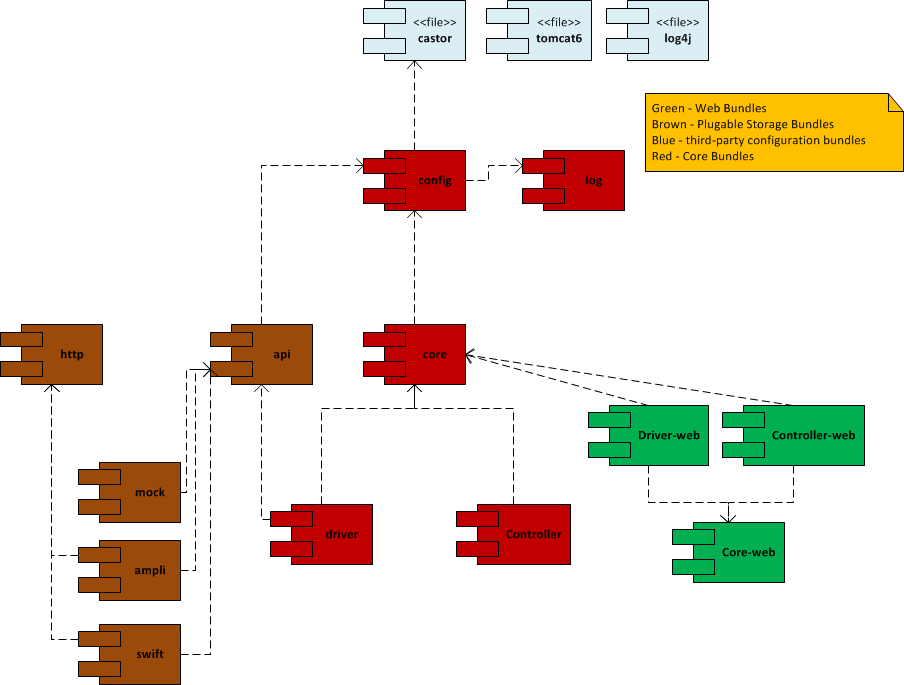 <<file>>
castor
<<file>>
tomcat6
<<file>>
log4j
Green - Web Bundles
Brown - Plugable Storage Bundles
Blue - third-party configuration bundles
Red - Core Bundles
config
log
http
api
core
Driver-web
Controller-web
mock
driver
Controller
Core-web
ampli
swift